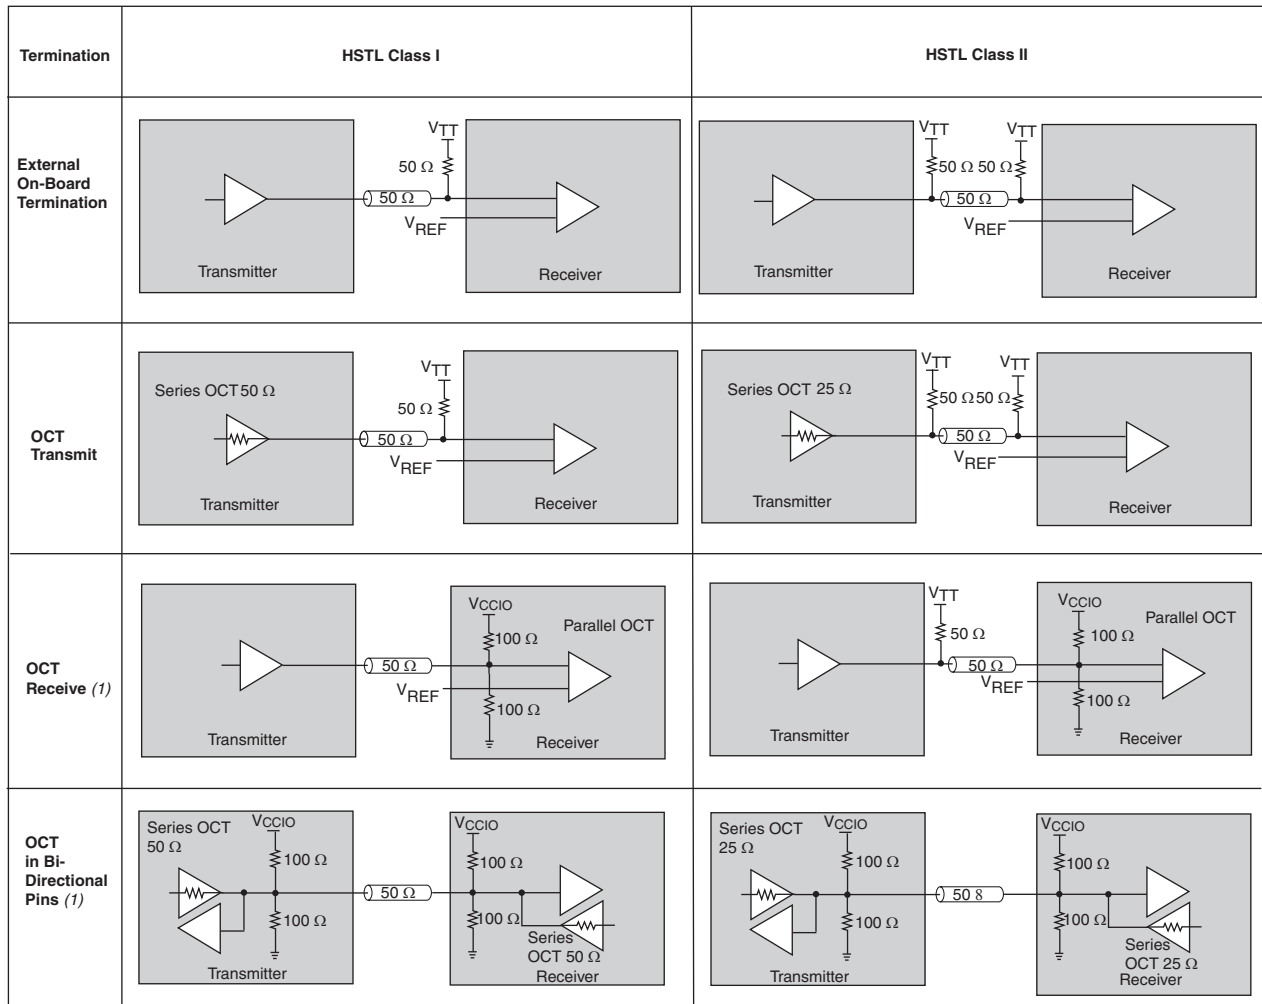 Termination
HSTL Class I
HSTL Class II
External
On-Board
Termination
VTT
50 Ω
50 Ω
VREF
Transmitter
Receiver
VTT
VTT
50 Ω 50 Ω
50 Ω
VREF
Transmitter
Receiver
OCT
Transmit
Series OCT 50 Ω
VTT
50 Ω
50 Ω
VREF
Transmitter
Receiver
Series OCT 25 Ω
VTT
VTT
50 Ω 50 Ω
50 Ω
VREF
Transmitter
Receiver
OCT
Receive (1)
VCCIO
Parallel OCT
100 Ω
50 Ω
VREF
100 Ω
Transmitter
Receiver
VTT
50 Ω
VCCIO
Parallel OCT
100 Ω
50 Ω
VREF
100 Ω
Transmitter
Receiver
OCT
in Bi-
Directional
Pins (1)
Series OCT
50 Ω
VCCIO
100 Ω
100 Ω
50 Ω
VCCIO
100 Ω
100 Ω
Series
OCT 50 Ω
Transmitter
Receiver
Series OCT
25 Ω
VCCIO
100 Ω
100 Ω
50 8
VCCIO
100 Ω
100 Ω
Series
OCT 25 Ω
Transmitter
Receiver